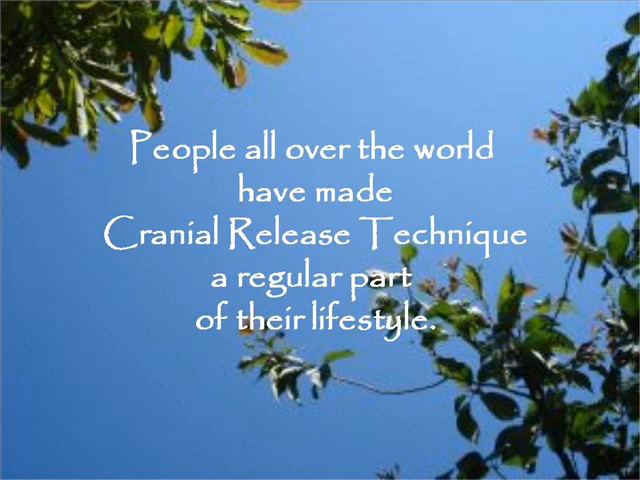 People all over the world
have made
Cranial Release Technique
a regular part
of their lifestyle.